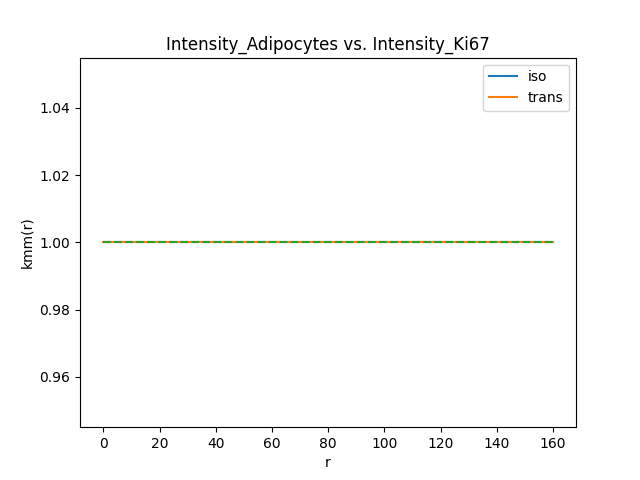 Intensity_Adipocytes vs. Intensity_Ki67
iso
trans
kmm(r)
1.04
1.02
1.00
0.98
0.96
0 20 40 60 80 100 120 140 160
r